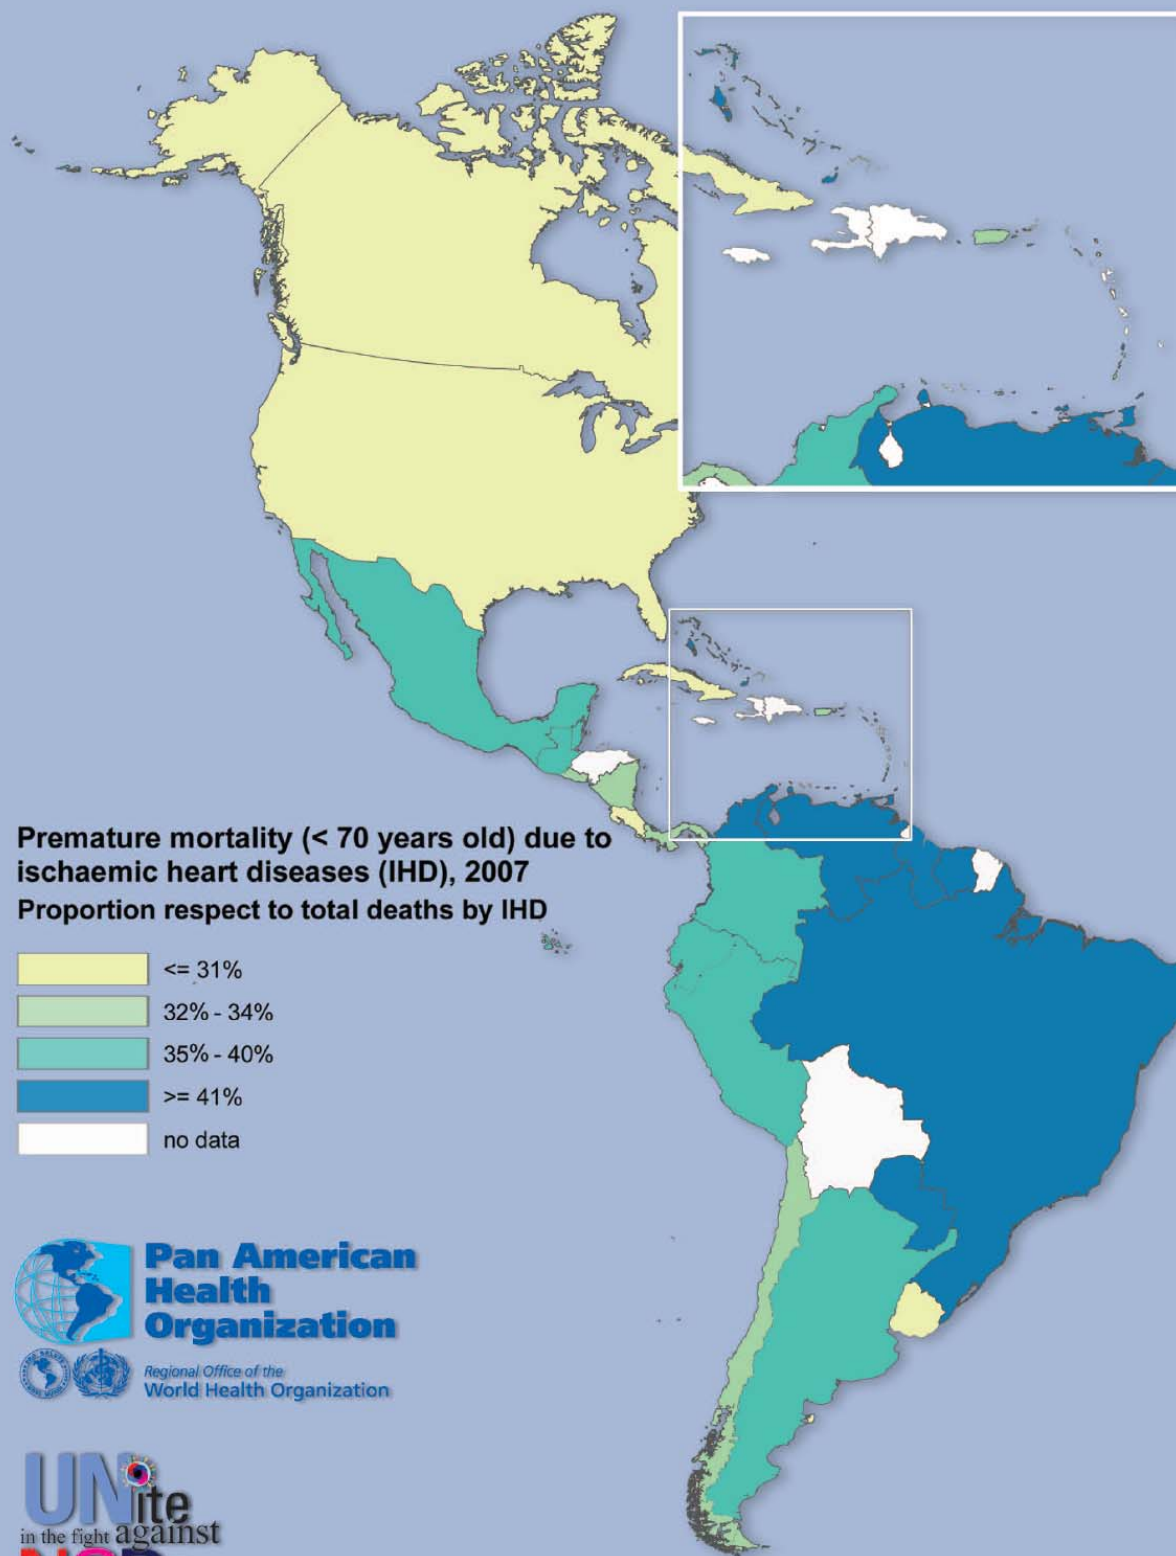 Premature mortality (< 70 years old) due to
ischaemic heart diseases (IHD), 2007
Proportion respect to total deaths by IHD
<= 31%
32% - 34%
35% - 40%
>= 41%
no data
Pan American
Health
Organization
Regional Office of the
World Health Organization
UNite
in the fight against